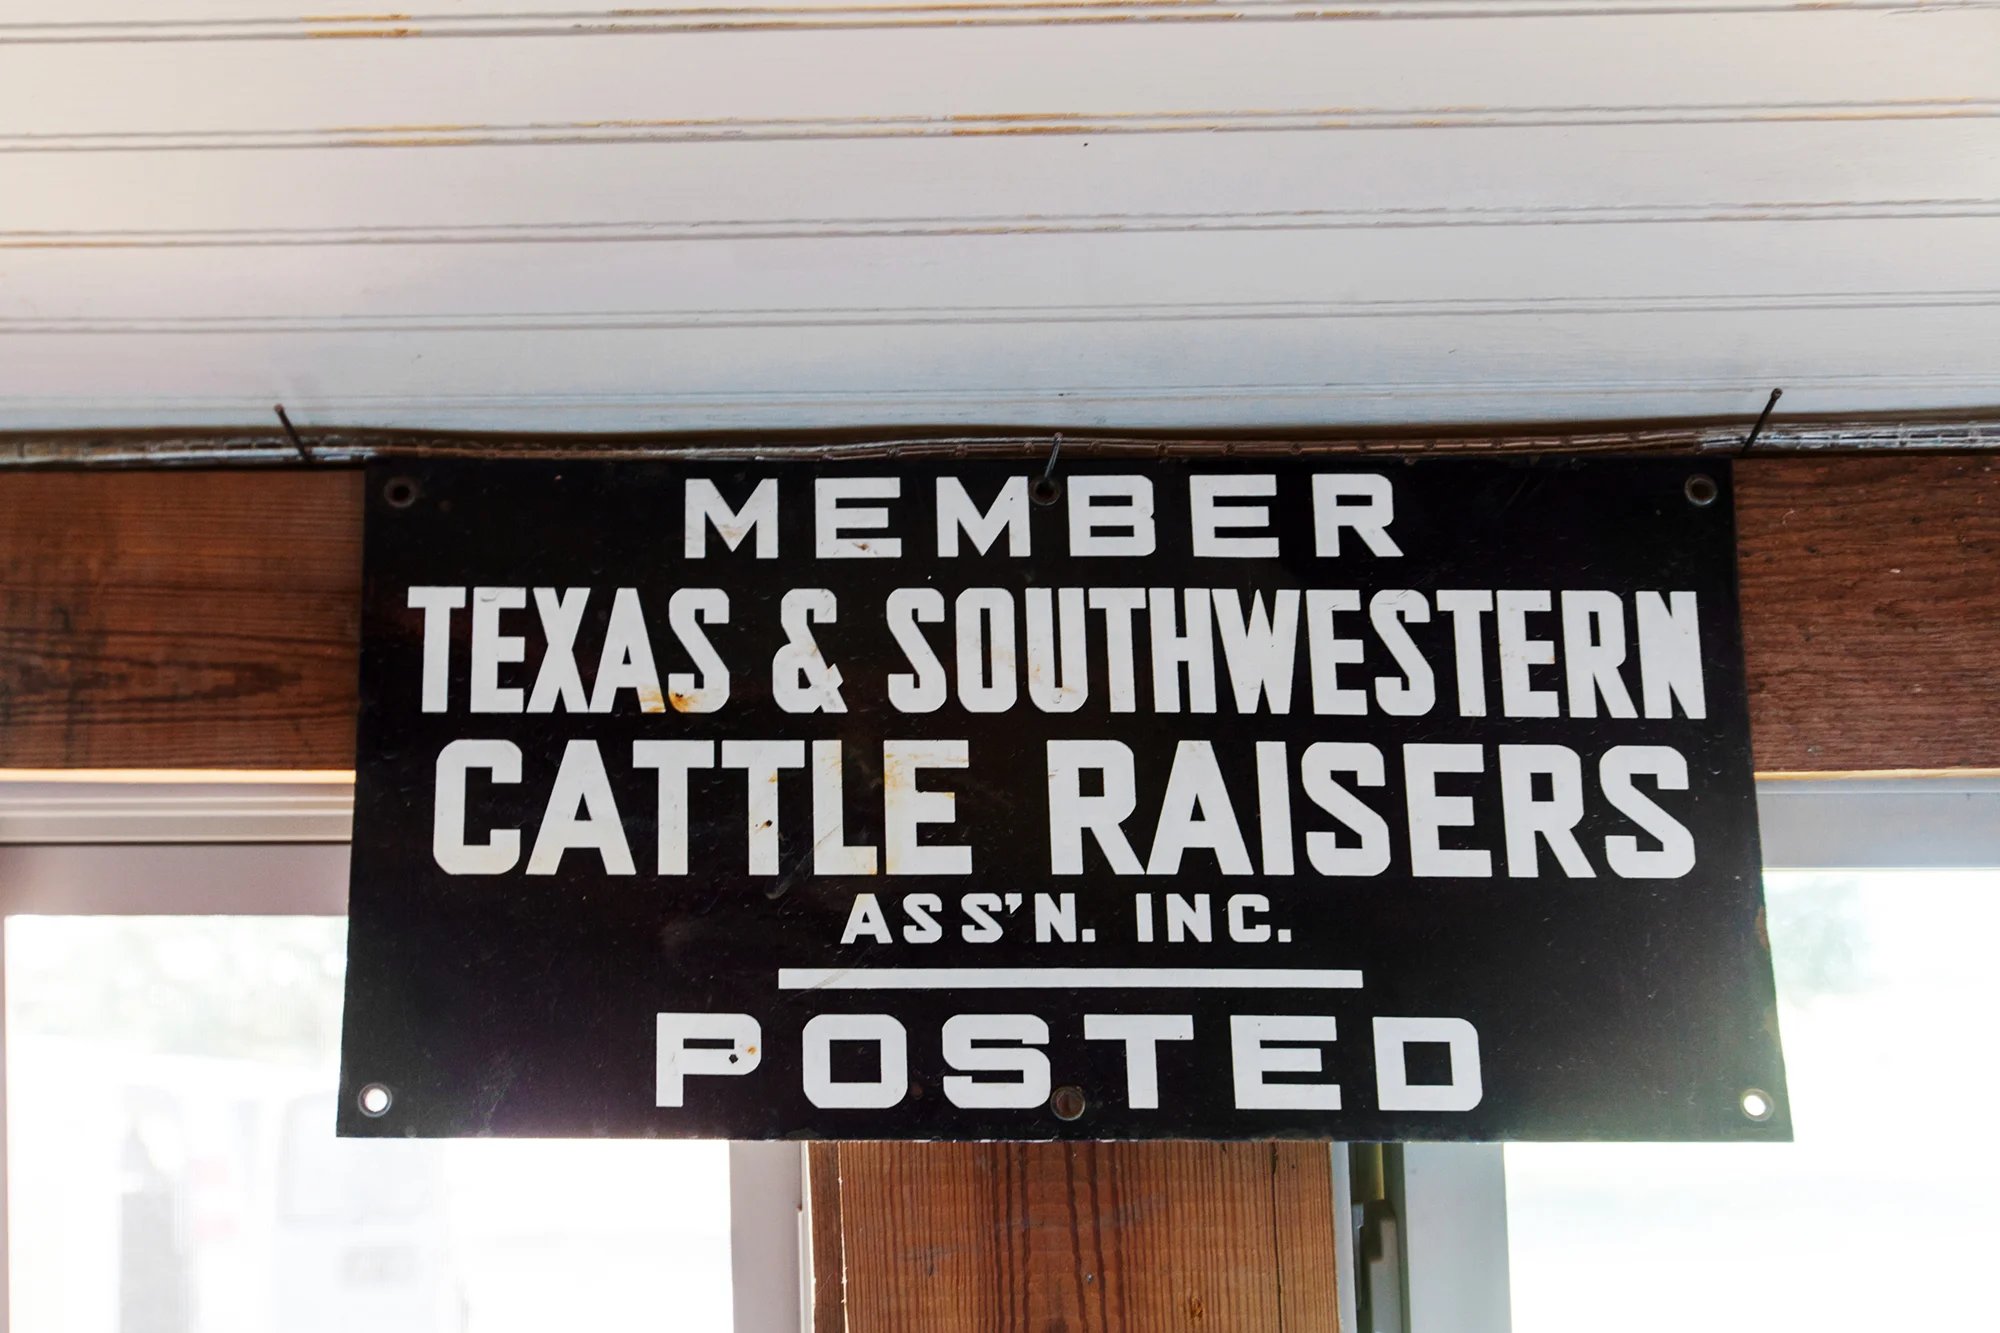 MEMBER
TEXAS & SOUTHWESTERN
CATTLE RAISERS
ASS'N. INC.
POSTED